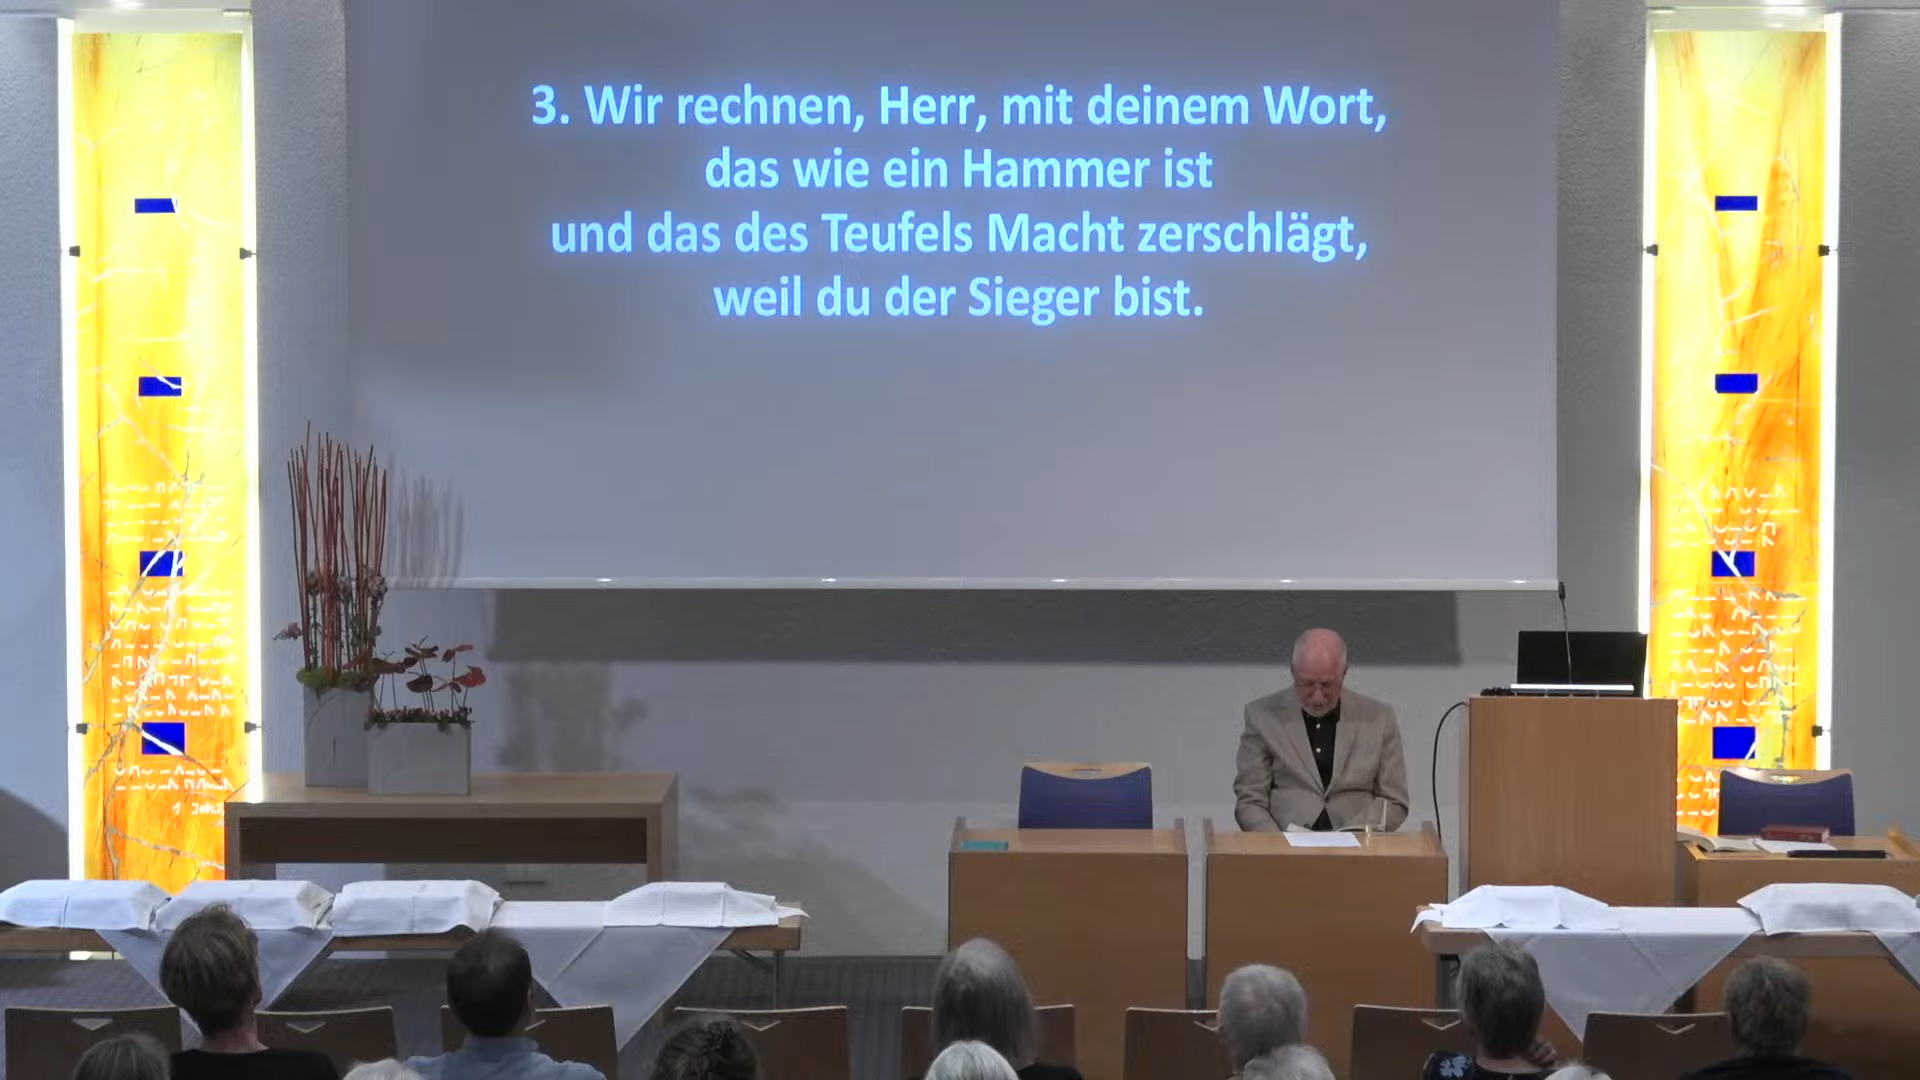 3. Wir rechnen, Herr, mit deinem Wort,
das wie ein Hammer ist
und das des Teufels Macht zerschlägt,
weil du der Sieger bist.